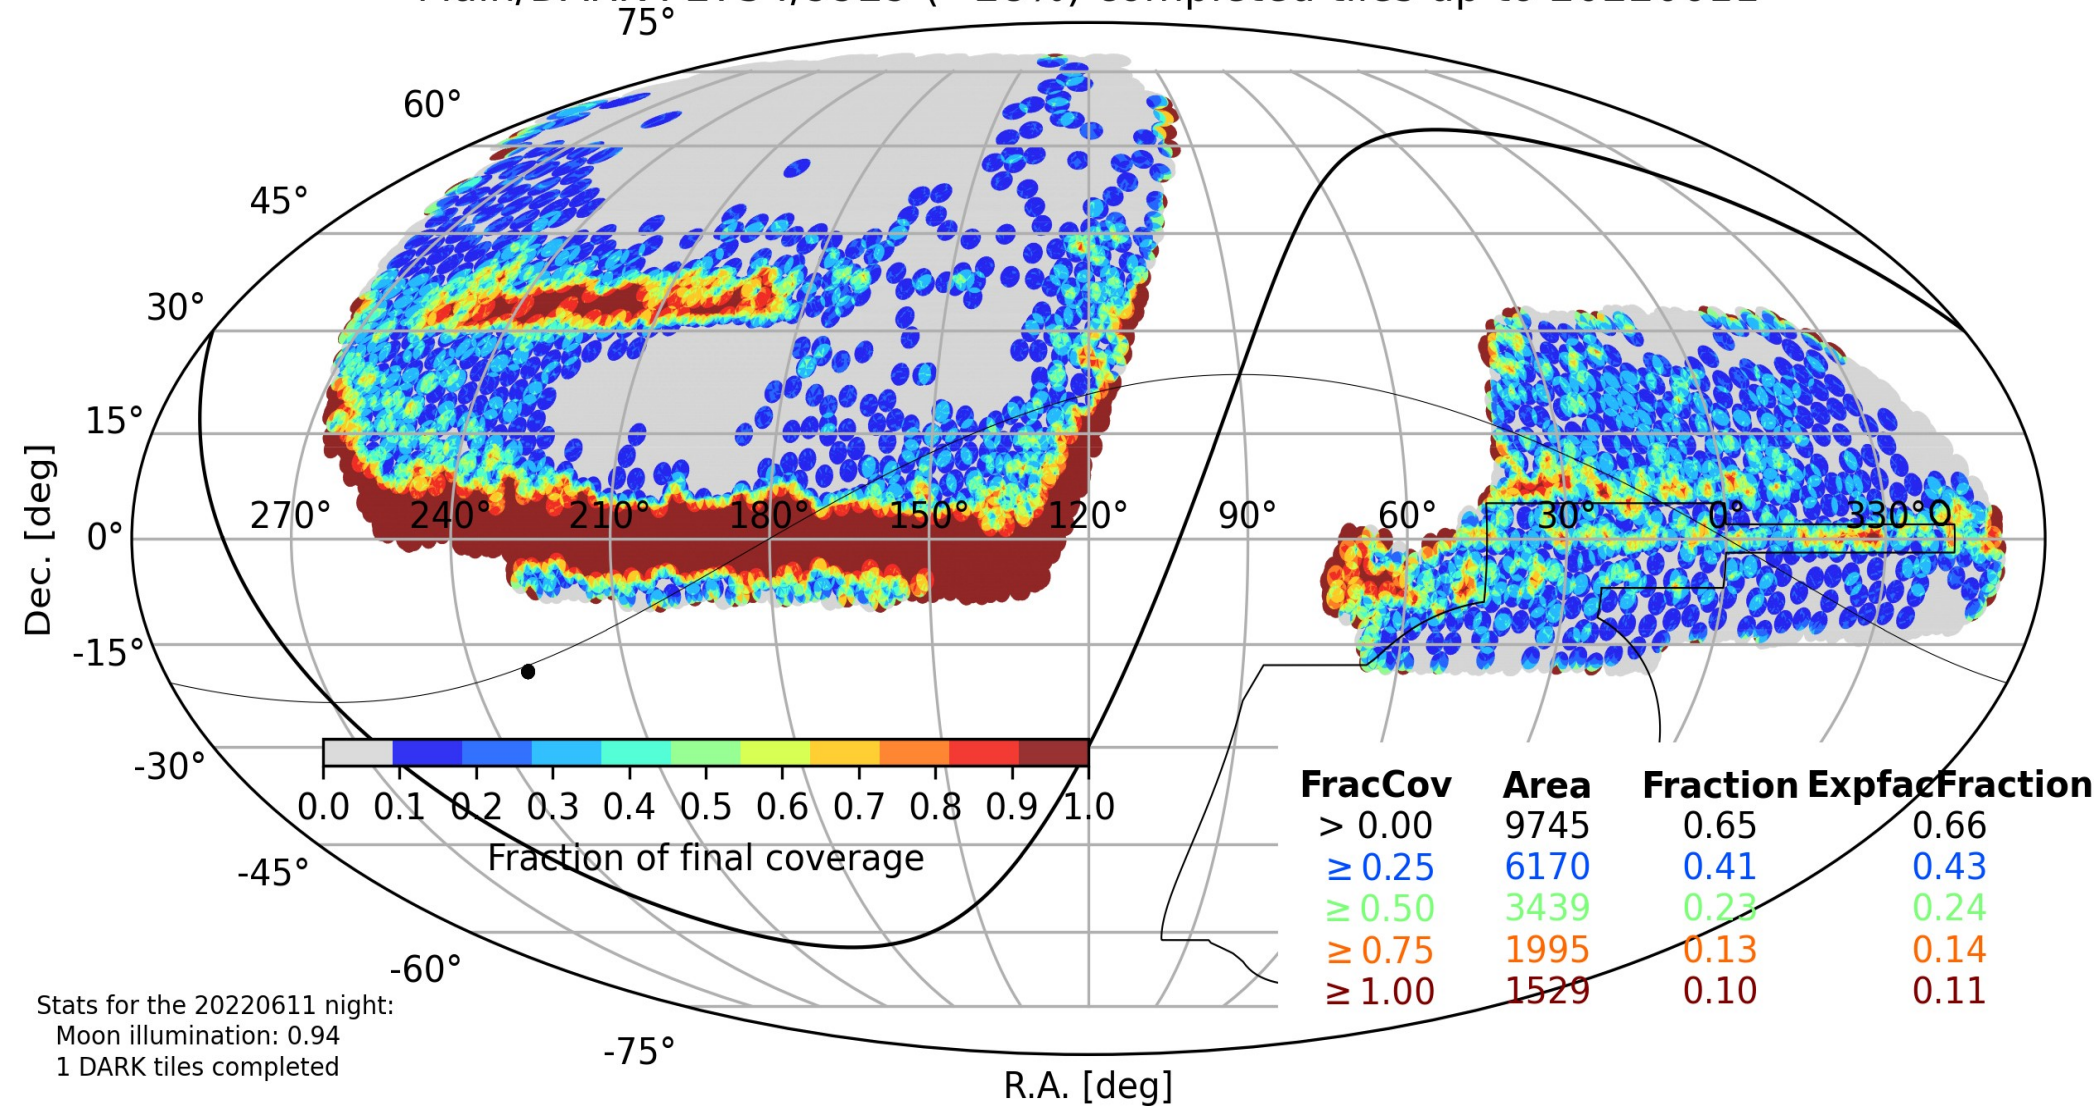 completed tiles up to 20220611
75°
60°
45°
30°
15°
0°
-15°
-30°
-45°
-60°
-75°
Dec. [deg]
270° 240° 210° 180° 150° 120° 90° 60° 30° 0° 330°
0.0 0.1 0.2 0.3 0.4 0.5 0.6 0.7 0.8 0.9 1.0
Fraction of final coverage
FracCov Area Fraction ExpfacFraction
> 0.00 9745 0.65 0.66
≥ 0.25 6170 0.41 0.43
≥ 0.50 3439 0.23 0.24
≥ 0.75 1995 0.13 0.14
≥ 1.00 1529 0.10 0.11
Stats for the 20220611 night:
Moon illumination: 0.94
1 DARK tiles completed
R.A. [deg]